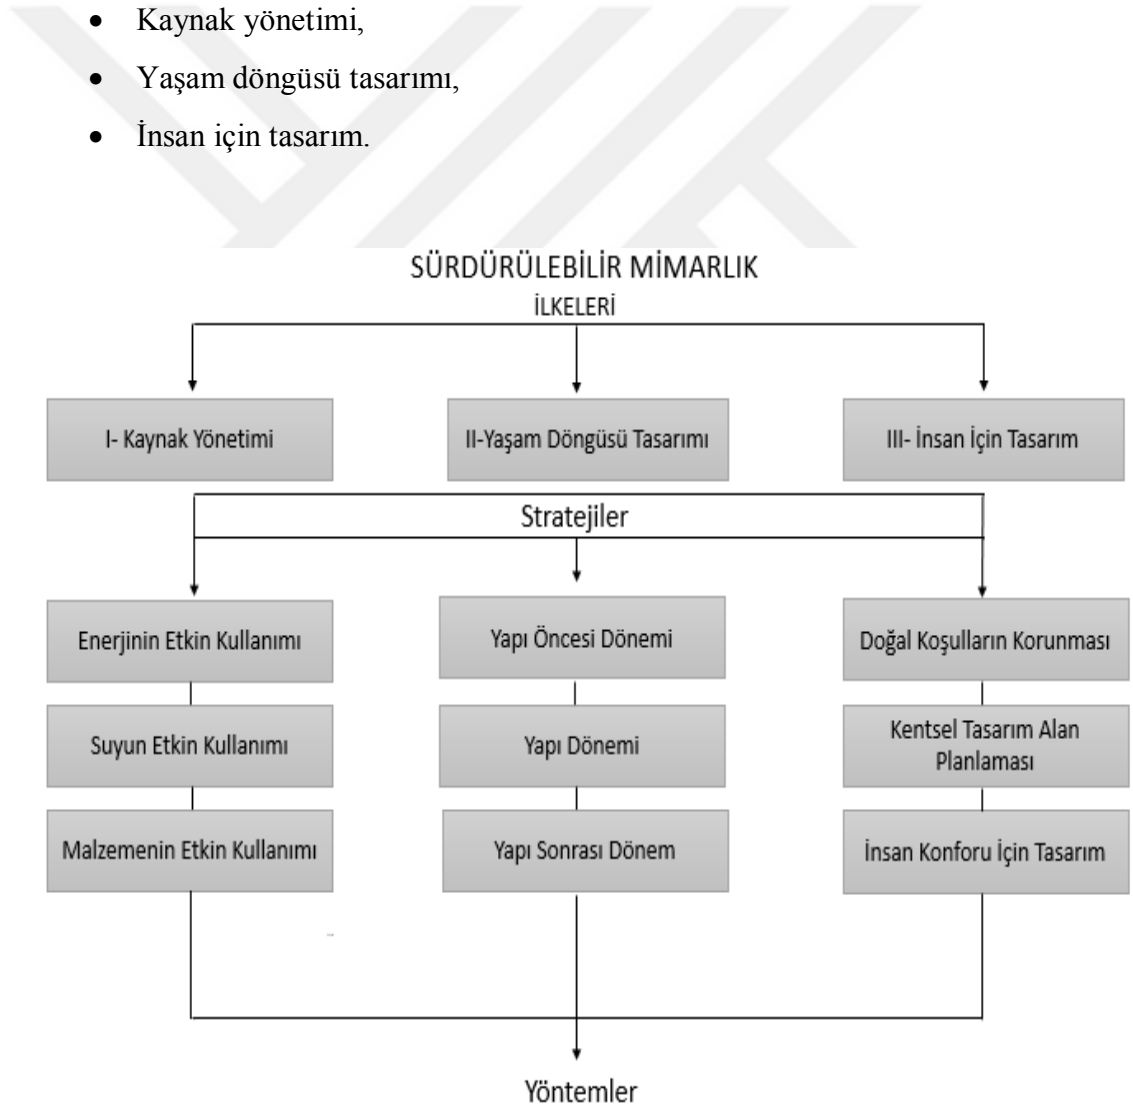 • Kaynak yönetimi,
• Yaşam döngüsü tasarımı,
• İnsan için tasarım.
SÜRDÜRÜLEBİLİR MİMARLIK
İLKELERİ
I- Kaynak Yönetimi
II-Yaşam Döngüsü Tasarımı
III- İnsan İçin Tasarım
Stratejiler
Enerjinin Etkin Kullanımı
Yapı Öncesi Dönemi
Doğal Koşulların Korunması
Suyun Etkin Kullanımı
Yapı Dönemi
Kentsel Tasarım Alan
Planlaması
Malzemenin Etkin Kullanımı
Yapı Sonrası Dönem
İnsan Konforu İçin Tasarım
Yöntemler